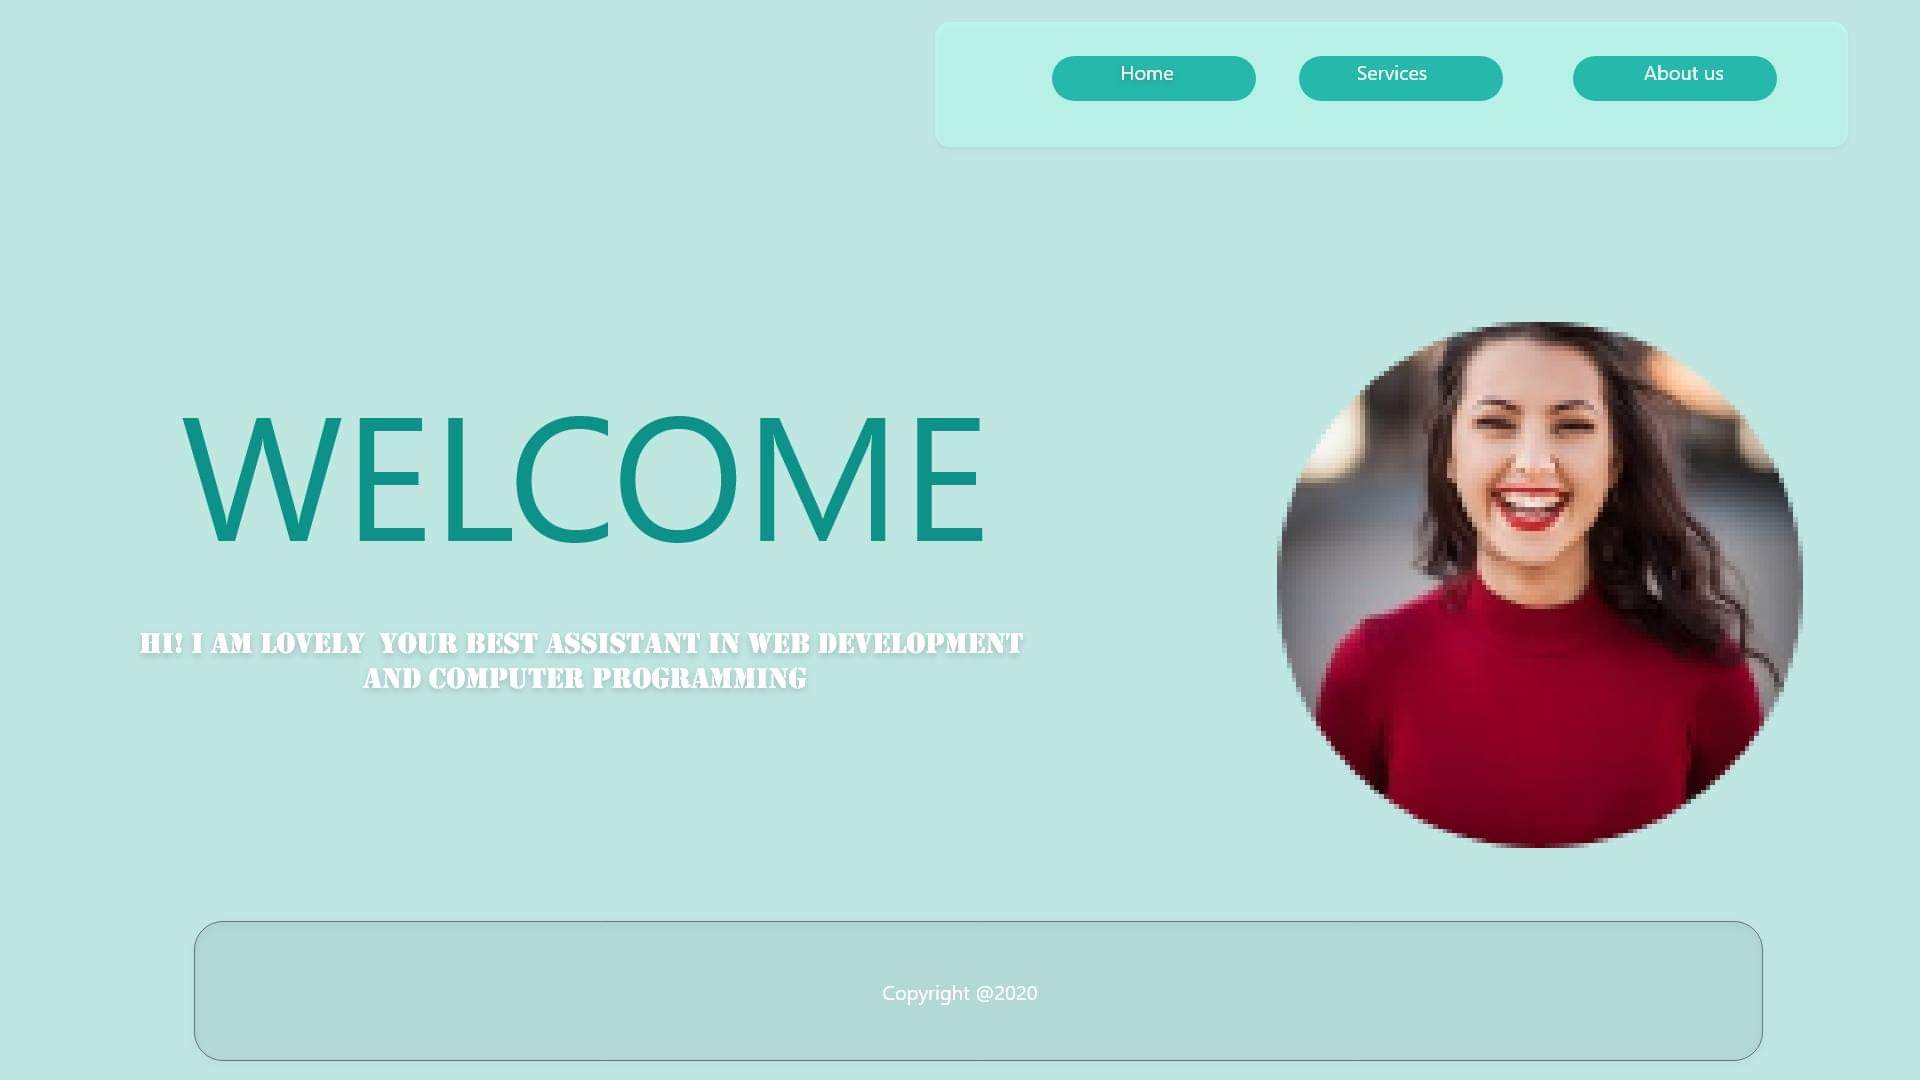 Home
Services
About us
WELCOME
HI! I AM LOVELY  YOUR BEST ASSISTANT IN WEB DEVELOPMENT
AND COMPUTER PROGRAMMING
Copyright @2020